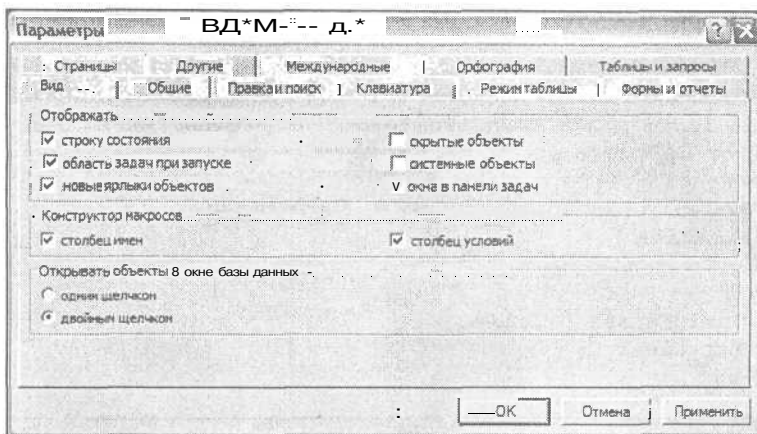 Параметры ВД*М-"-- д.*
Страницы Другие Международные Орфография Таблицы и запросы
Вид Общие Правка и поиск Клавиатура Режим таблицы Формы и отчеты
Отображать
строку состояния скрытые объекты
область задач при запуске системные объекты
новые ярлыки объектов v окна в панели задач
Конструктор макросов
столбец имен столбец условий
Открывать объекты 8 окне базы данных -
одним щелчком
двойным щелчком
OK Отмена Применить